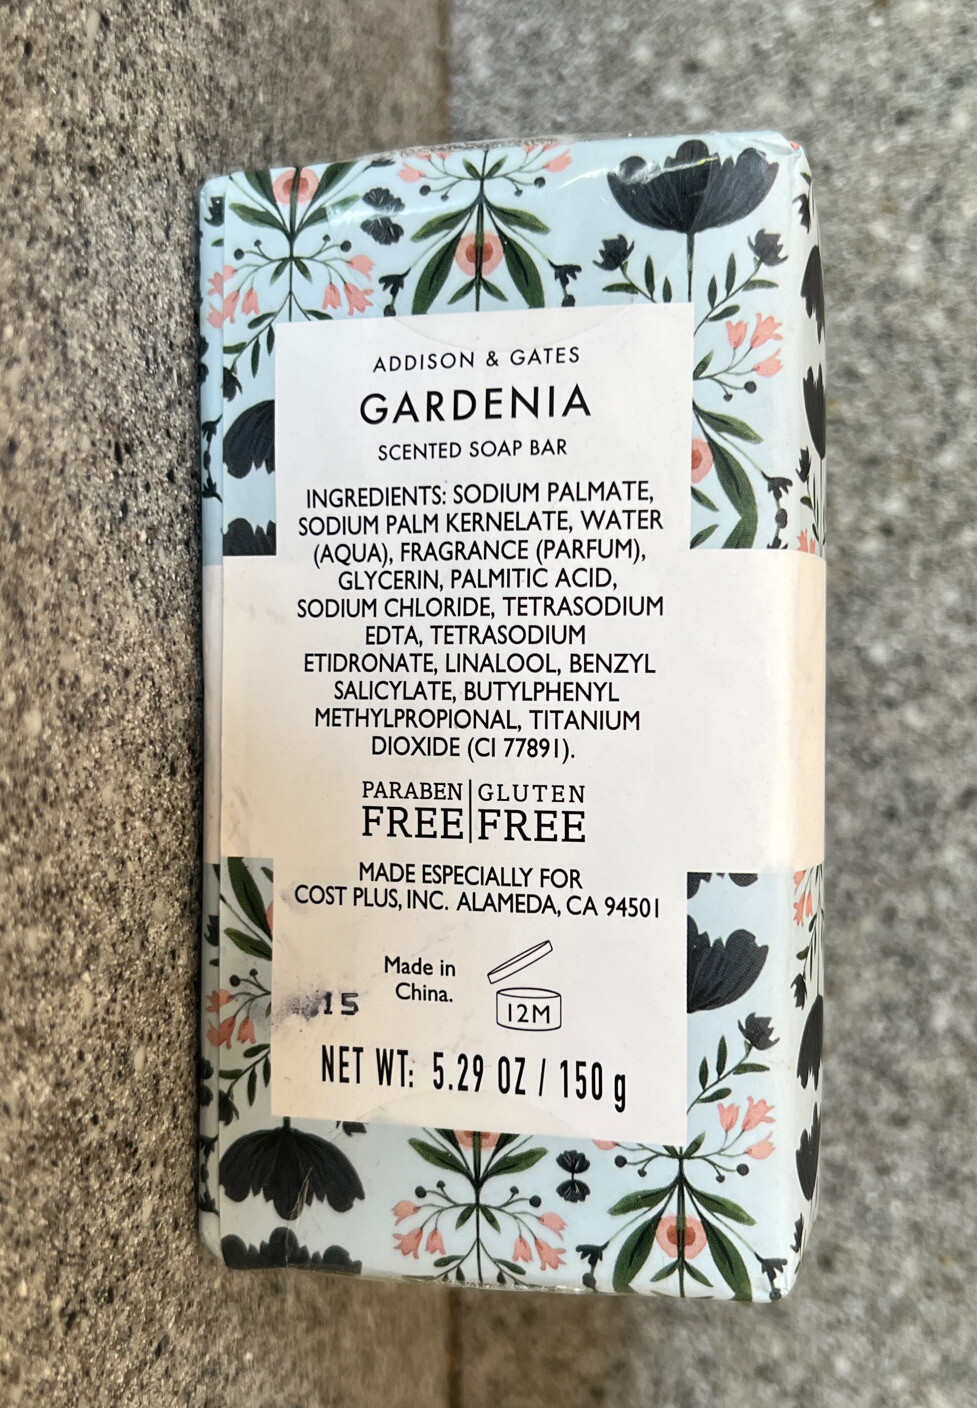 ADDISON & GATES
GARDENIA
SCENTED SOAP BAR
INGREDIENTS: SODIUM PALMATE,
SODIUM PALM KERNELATE, WATER
(AQUA), FRAGRANCE (PARFUM),
GLYCERIN, PALMITIC ACID,
SODIUM CHLORIDE, TETRASODIUM
EDTA, TETRASODIUM
ETIDRONATE, LINALOOL, BENZYL
SALICYLATE, BUTYLPHENYL
METHYLPROPIONAL, TITANIUM
DIOXIDE (CI 77891).
PARABEN GLUTEN
FREE FREE
MADE ESPECIALLY FOR
COST PLUS, INC. ALAMEDA, CA 94501
Made in
China.
12M
NET WT: 5.29 OZ / 150 g